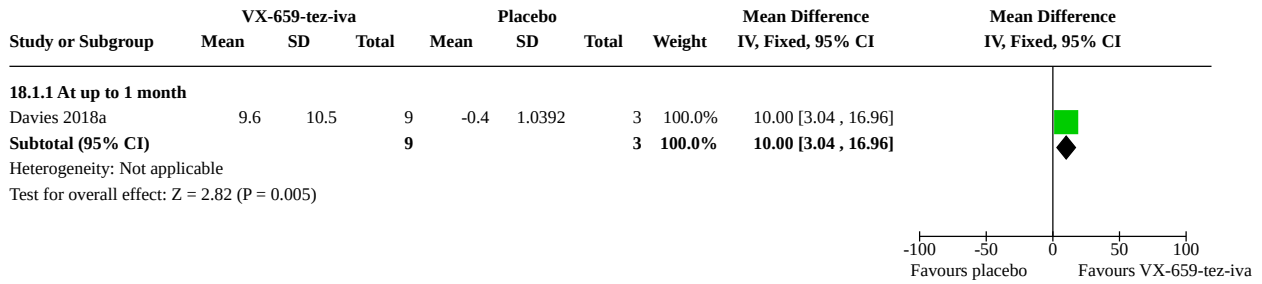 VX-659-tez-iva Placebo Mean Difference Mean Difference
Study or Subgroup Mean SD Total Mean SD Total Weight IV, Fixed, 95% CI IV, Fixed, 95% CI
18.1.1 At up to 1 month
Davies 2018a 9.6 10.5 9 -0.4 1.0392 3 100.0% 10.00 [3.04 , 16.96]
Subtotal (95% CI) 9 3 100.0% 10.00 [3.04 , 16.96]
Heterogeneity: Not applicable
Test for overall effect: Z = 2.82 (P = 0.005)
-100 -50 0 50 100
Favours placebo Favours VX-659-tez-iva